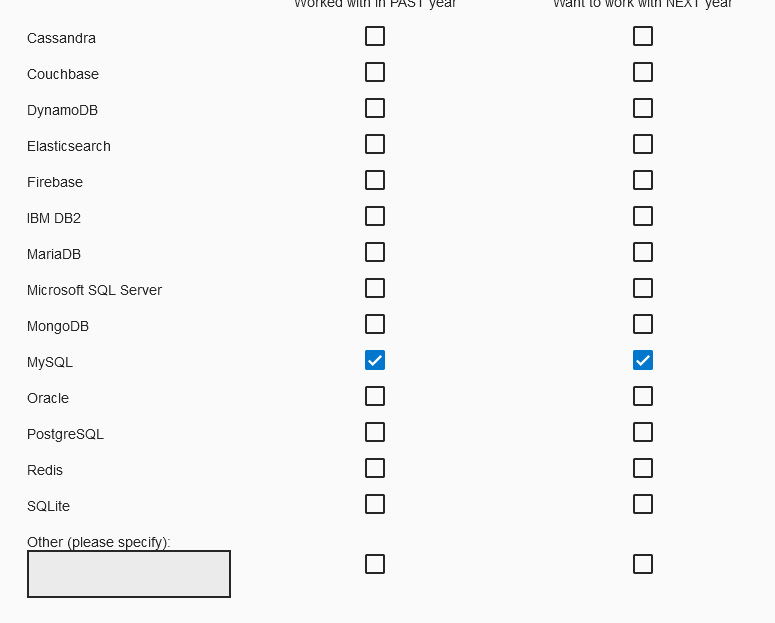 Worked with in PAST year Want to work with NEXT year
Cassandra
Couchbase
DynamoDB
Elasticsearch
Firebase
IBM DB2
MariaDB
Microsoft SQL Server
MongoDB
MySQL
Oracle
PostgreSQL
Redis
SQLite
Other (please specify):